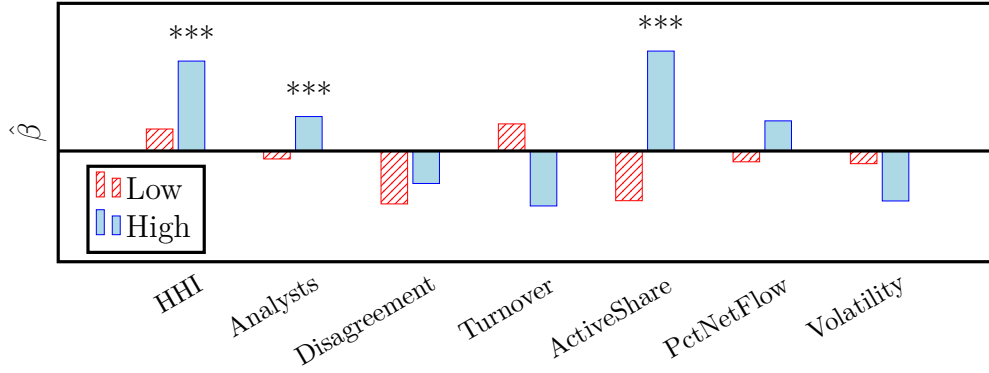 ***
***
***
β̂
Low
High
HHI
Analysts
Disagreement
Turnover
ActiveShare
PctNetFlow
Volatility